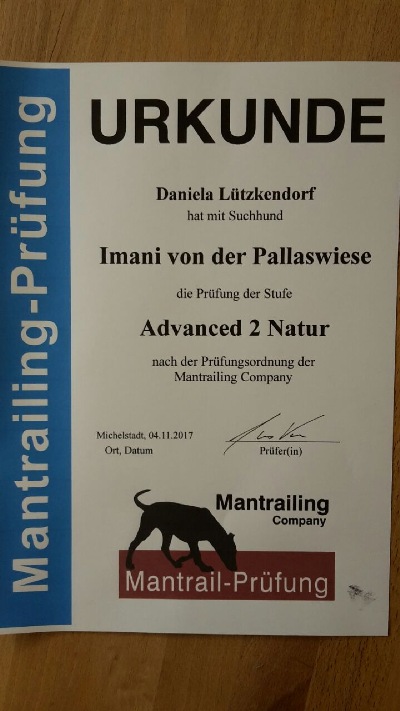 Mantrailing-Prüfung
URKUNDE
Daniela Lützkendorf
hat mit Suchhund
Imani von der Pallaswiese
die Prüfung der Stufe
Advanced 2 Natur
nach der Prüfungsordnung der
Mantrailing Company
Michelstadt, 04.11.2017
Ort, Datum
Prüfer(in)
Mantrailing
Company
Mantrail-Prüfung